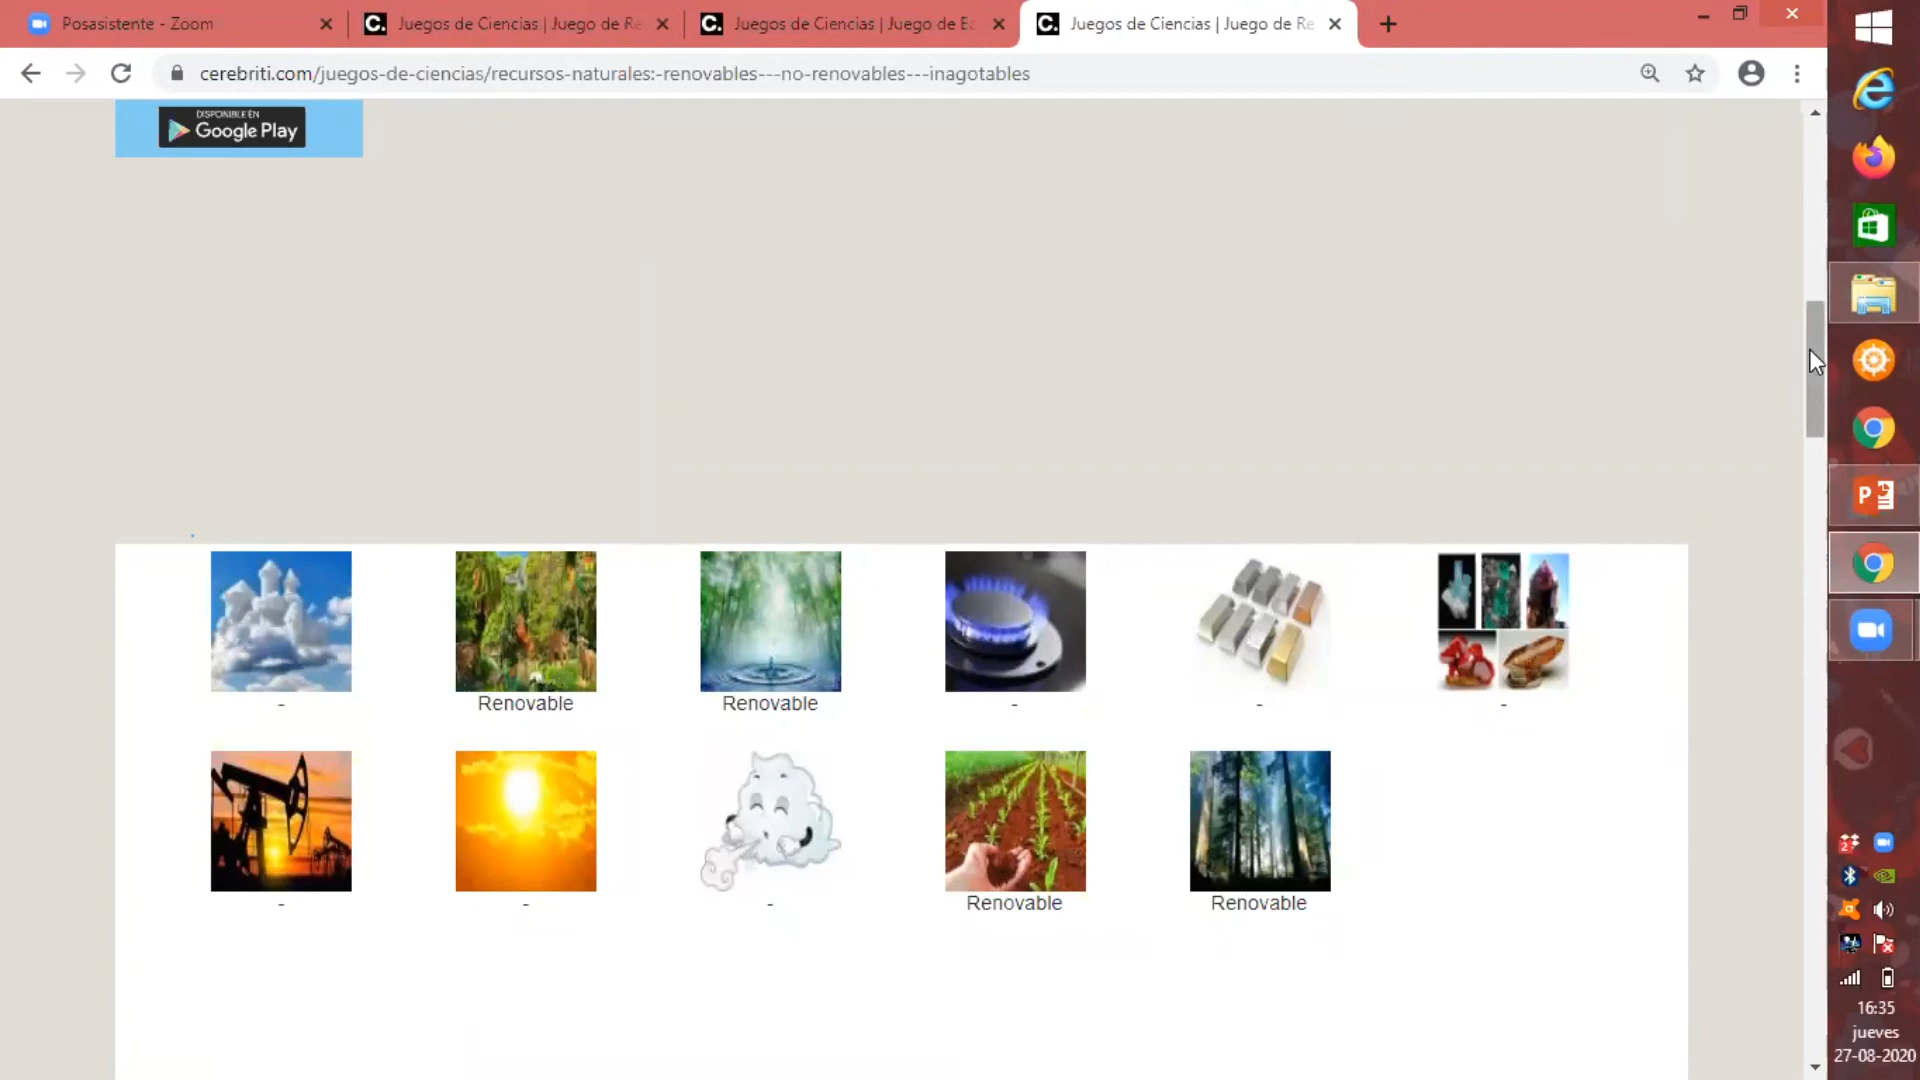 Posasistente - Zoom
Juegos de Ciencias | Juego de Re
Juegos de Ciencias | Juego de Ec
Juegos de Ciencias | Juego de Re
cerebriti.com/juegos-de-ciencias/recursos-naturales:-renovables---no-renovables---inagotables
DISPONIBLE EN
Google Play
- Renovable Renovable - - -
- - - Renovable Renovable
16:35
jueves
27-08-2020